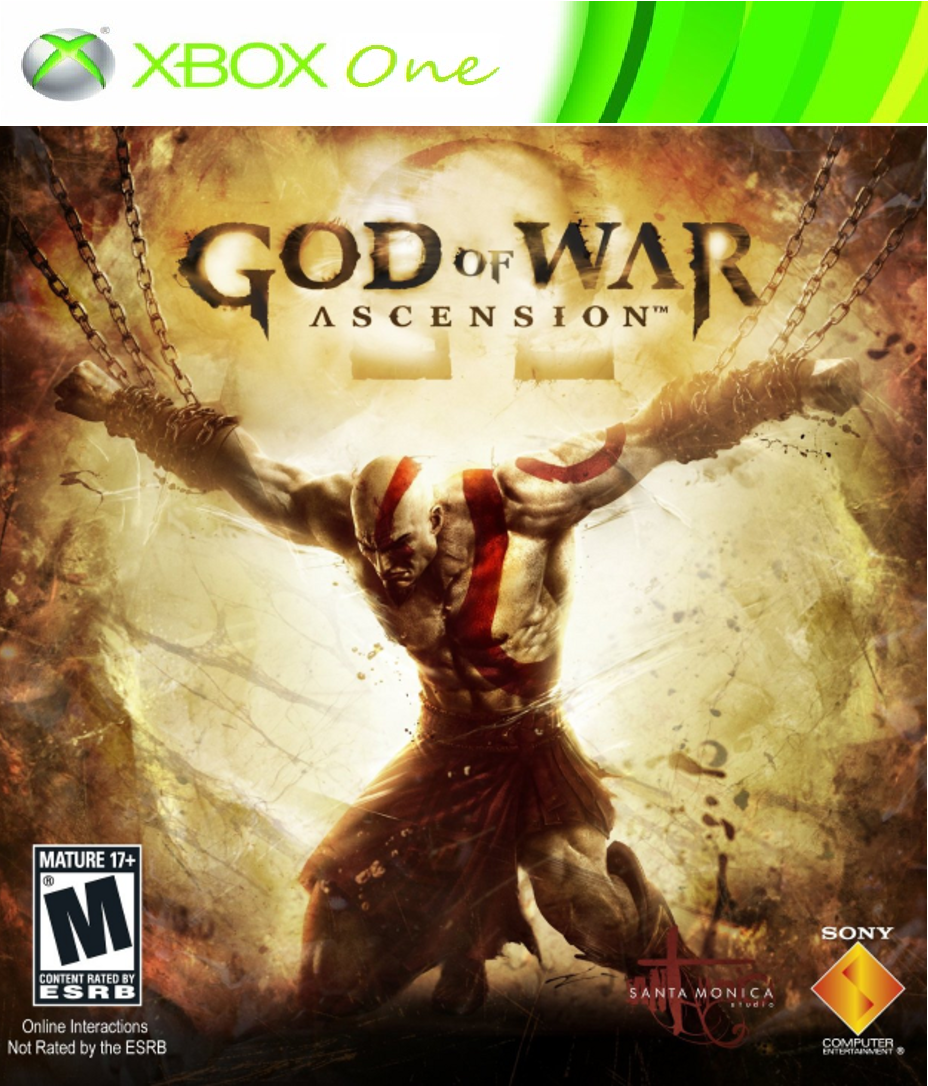 XBOX One
GOD OF WAR
ASCENSION™
MATURE 17+
M
CONTENT RATED BY
ESRB
Online Interactions
Not Rated by the ESRB
SANTA MONICA
studio
SONY
COMPUTER
ENTERTAINMENT®